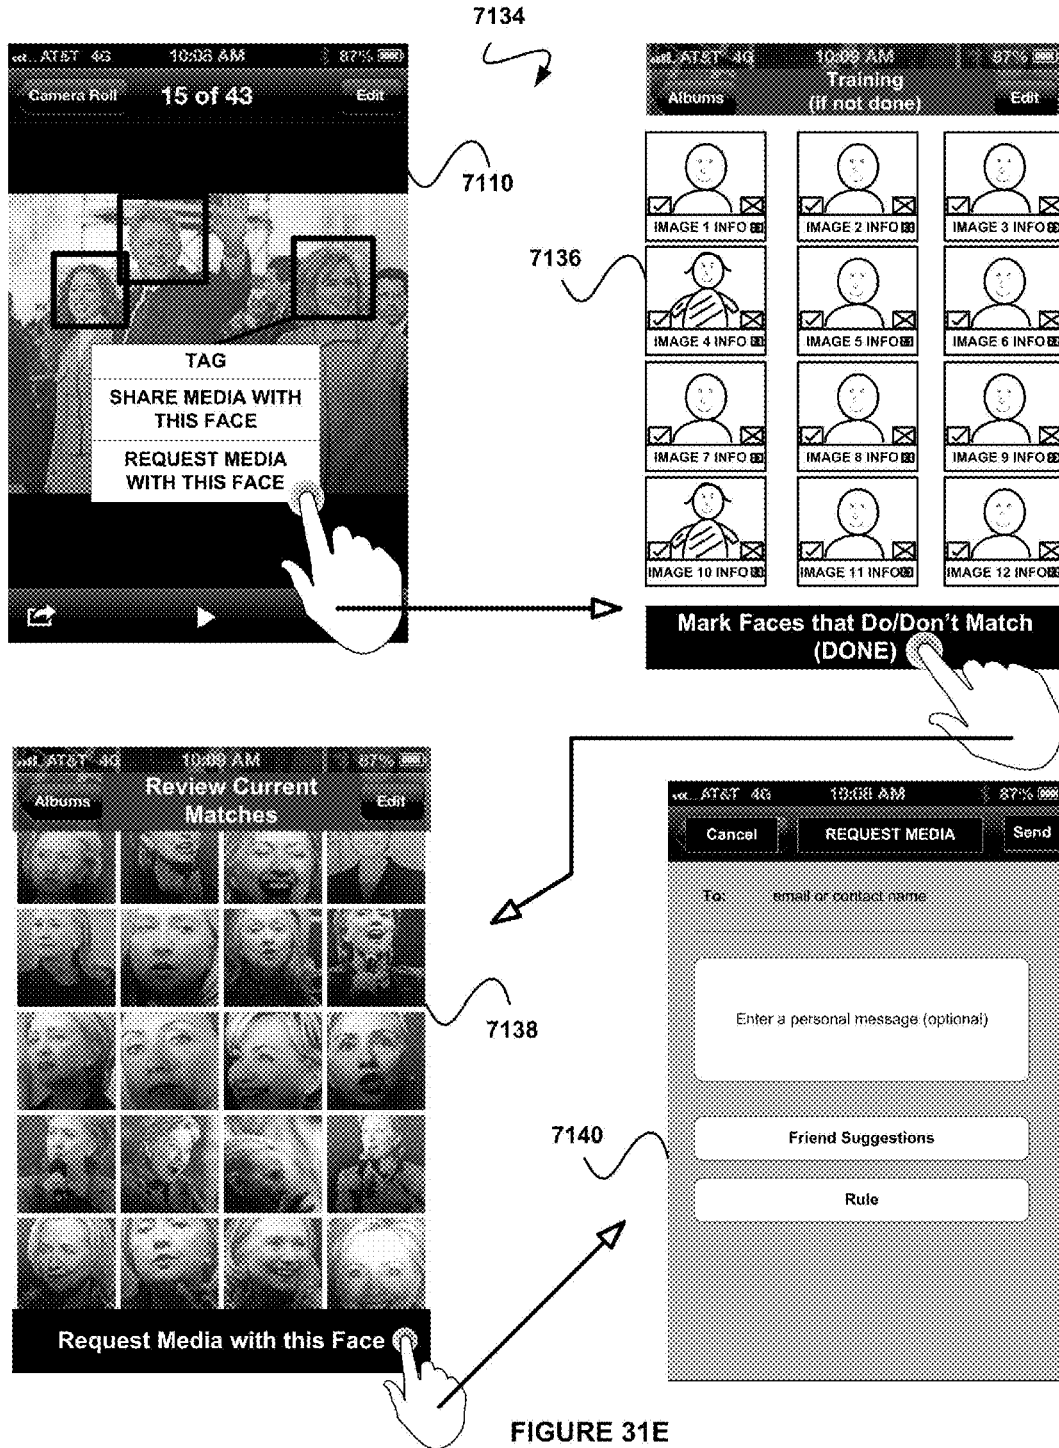 7134
AT&T 4G 10:08 AM 87%
Camera Roll 15 of 43 Edit
7110
TAG
SHARE MEDIA WITH
THIS FACE
REQUEST MEDIA
WITH THIS FACE
AT&T 4G 10:09 AM 87%
Albums Training Edit
(if not done)
7136
IMAGE 1 INFO IMAGE 2 INFO IMAGE 3 INFO
IMAGE 4 INFO IMAGE 5 INFO IMAGE 6 INFO
IMAGE 7 INFO IMAGE 8 INFO IMAGE 9 INFO
IMAGE 10 INFO IMAGE 11 INFO IMAGE 12 INFO
Mark Faces that Do/Don't Match
(DONE)
AT&T 4G 10:09 AM 87%
Albums Review Current Edit
Matches
7138
Request Media with this Face
AT&T 4G 10:08 AM 87%
Cancel REQUEST MEDIA Send
To: email or contact name
Enter a personal message (optional)
7140
Friend Suggestions
Rule
FIGURE 31E